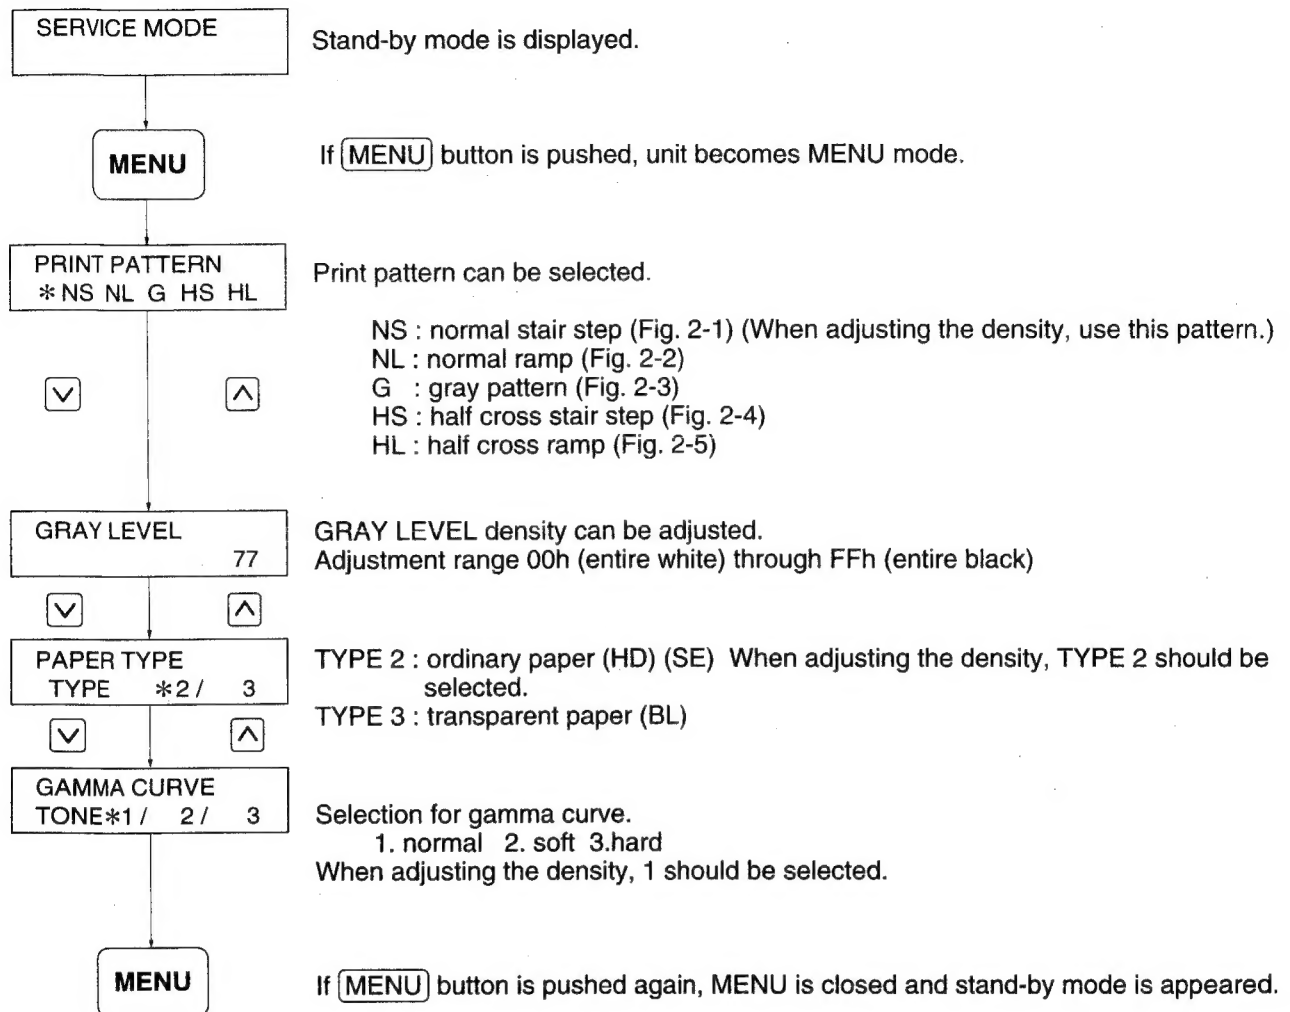 SERVICE MODE
Stand-by mode is displayed.
MENU
If MENU button is pushed, unit becomes MENU mode.
PRINT PATTERN
*NS NL G HS HL
Print pattern can be selected.
NS : normal stair step (Fig. 2-1) (When adjusting the density, use this pattern.)
NL : normal ramp (Fig. 2-2)
G : gray pattern (Fig. 2-3)
HS : half cross stair step (Fig. 2-4)
HL : half cross ramp (Fig. 2-5)
GRAY LEVEL
77
GRAY LEVEL density can be adjusted.
Adjustment range 00h (entire white) through FFh (entire black)
PAPER TYPE
TYPE *2 / 3
TYPE 2 : ordinary paper (HD) (SE) When adjusting the density, TYPE 2 should be
selected.
TYPE 3 : transparent paper (BL)
GAMMA CURVE
TONE*1 / 2 / 3
Selection for gamma curve.
1. normal 2. soft 3.hard
When adjusting the density, 1 should be selected.
MENU
If MENU button is pushed again, MENU is closed and stand-by mode is appeared.